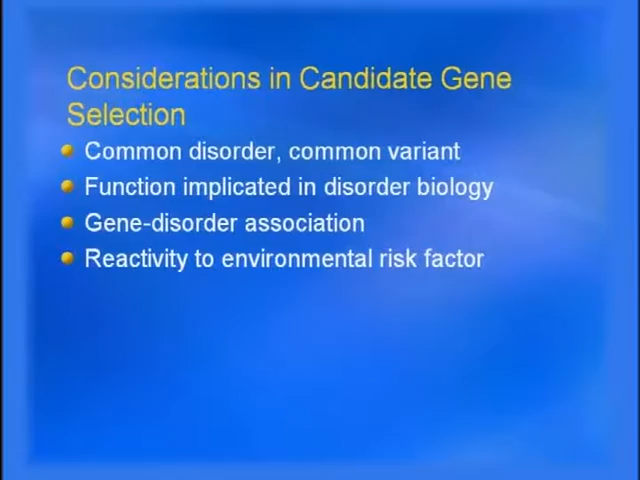 Considerations in Candidate Gene
Selection
Common disorder, common variant
Function implicated in disorder biology
Gene-disorder association
Reactivity to environmental risk factor